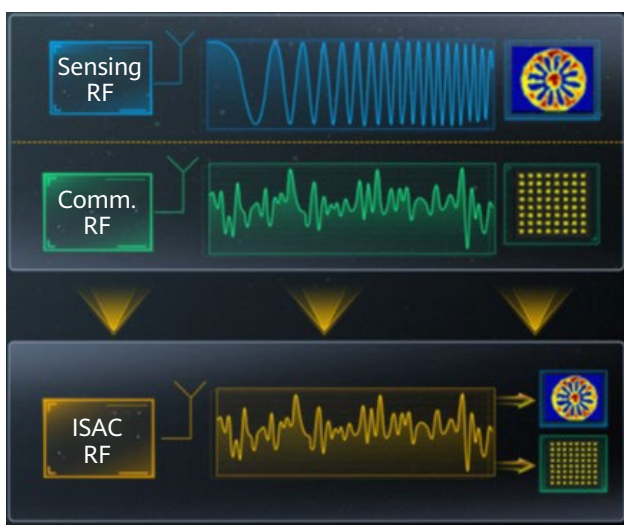 Sensing
RF
Comm.
RF
ISAC
RF